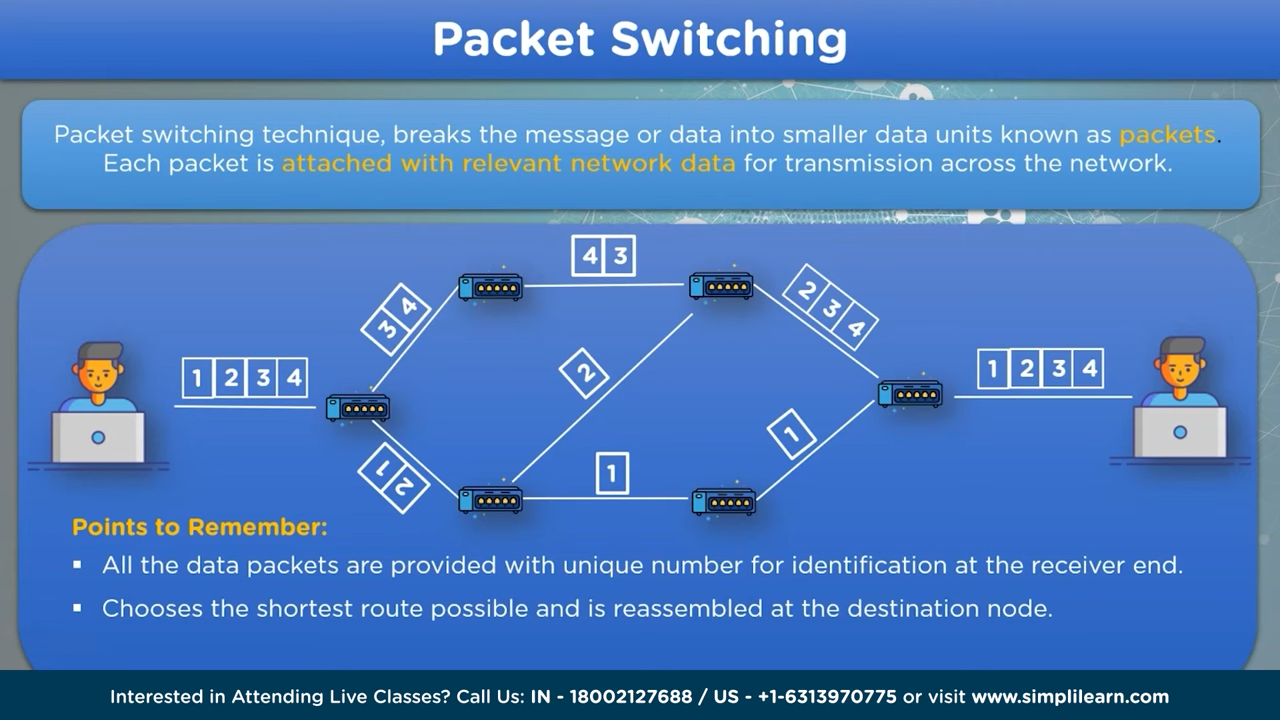 Packet Switching
Packet switching technique, breaks the message or data into smaller data units known as packets.
Each packet is attached with relevant network data for transmission across the network.
4 3
3 4
2 3 4
1 2 3 4
2
1 2 3 4
1
1
1 2
Points to Remember:
▪ All the data packets are provided with unique number for identification at the receiver end.
▪ Chooses the shortest route possible and is reassembled at the destination node.
Interested in Attending Live Classes? Call Us: IN - 18002127688 / US - +1-6313970775 or visit www.simplilearn.com